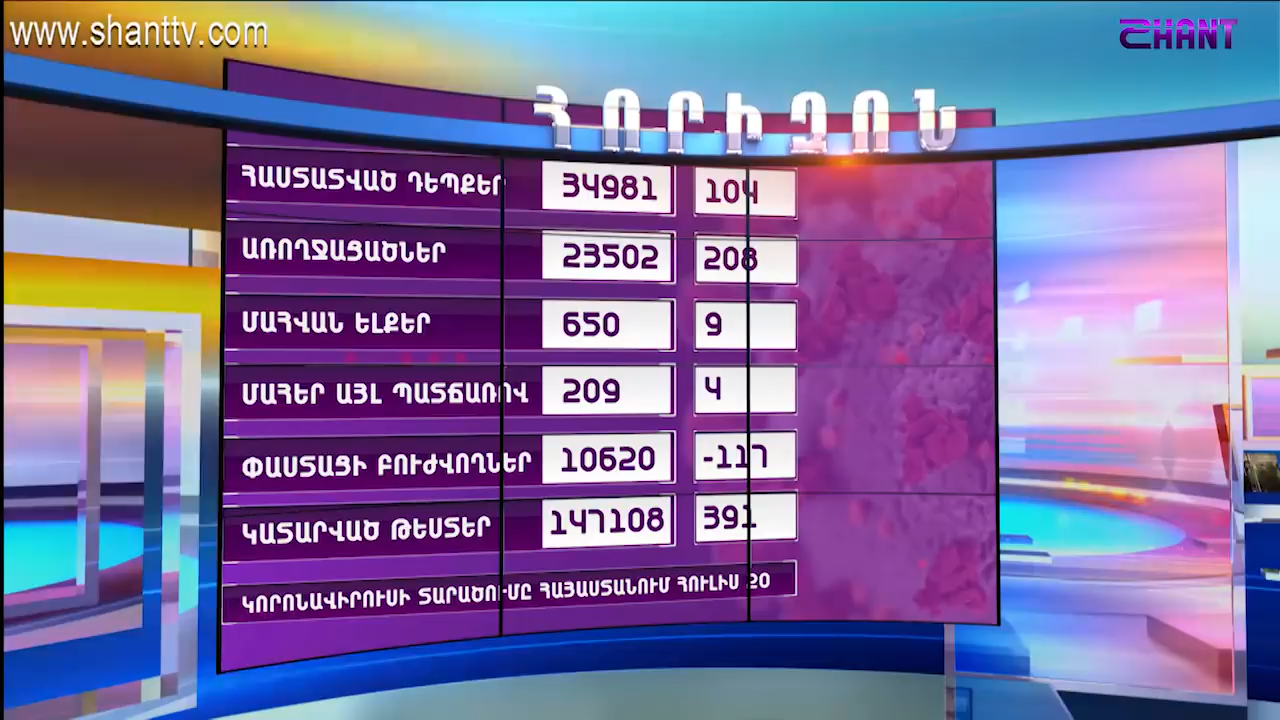 www.shanttv.com
SHANT
ՀՈՐԻԶՈՆ
ՀԱՍՏԱՏՎԱԾ ԴԵՊՔԵՐ 34981 104
ԱՌՈՂՋԱՑԱԾՆԵՐ 23502 208
ՄԱՀՎԱՆ ԵԼՔԵՐ 650 9
ՄԱՀԵՐ ԱՅԼ ՊԱՏՃԱՌՈՎ 209 4
ՓԱՍՏԱՑԻ ԲՈՒԺՎՈՂՆԵՐ 10620 -117
ԿԱՏԱՐՎԱԾ ԹԵՍՏԵՐ 147108 391
ԿՈՐՈՆԱՎԻՐՈՒՍԻ ՏԱՐԱԾՈՒՄԸ ՀԱՅԱՍՏԱՆՈՒՄ ՀՈՒԼԻՍ 20